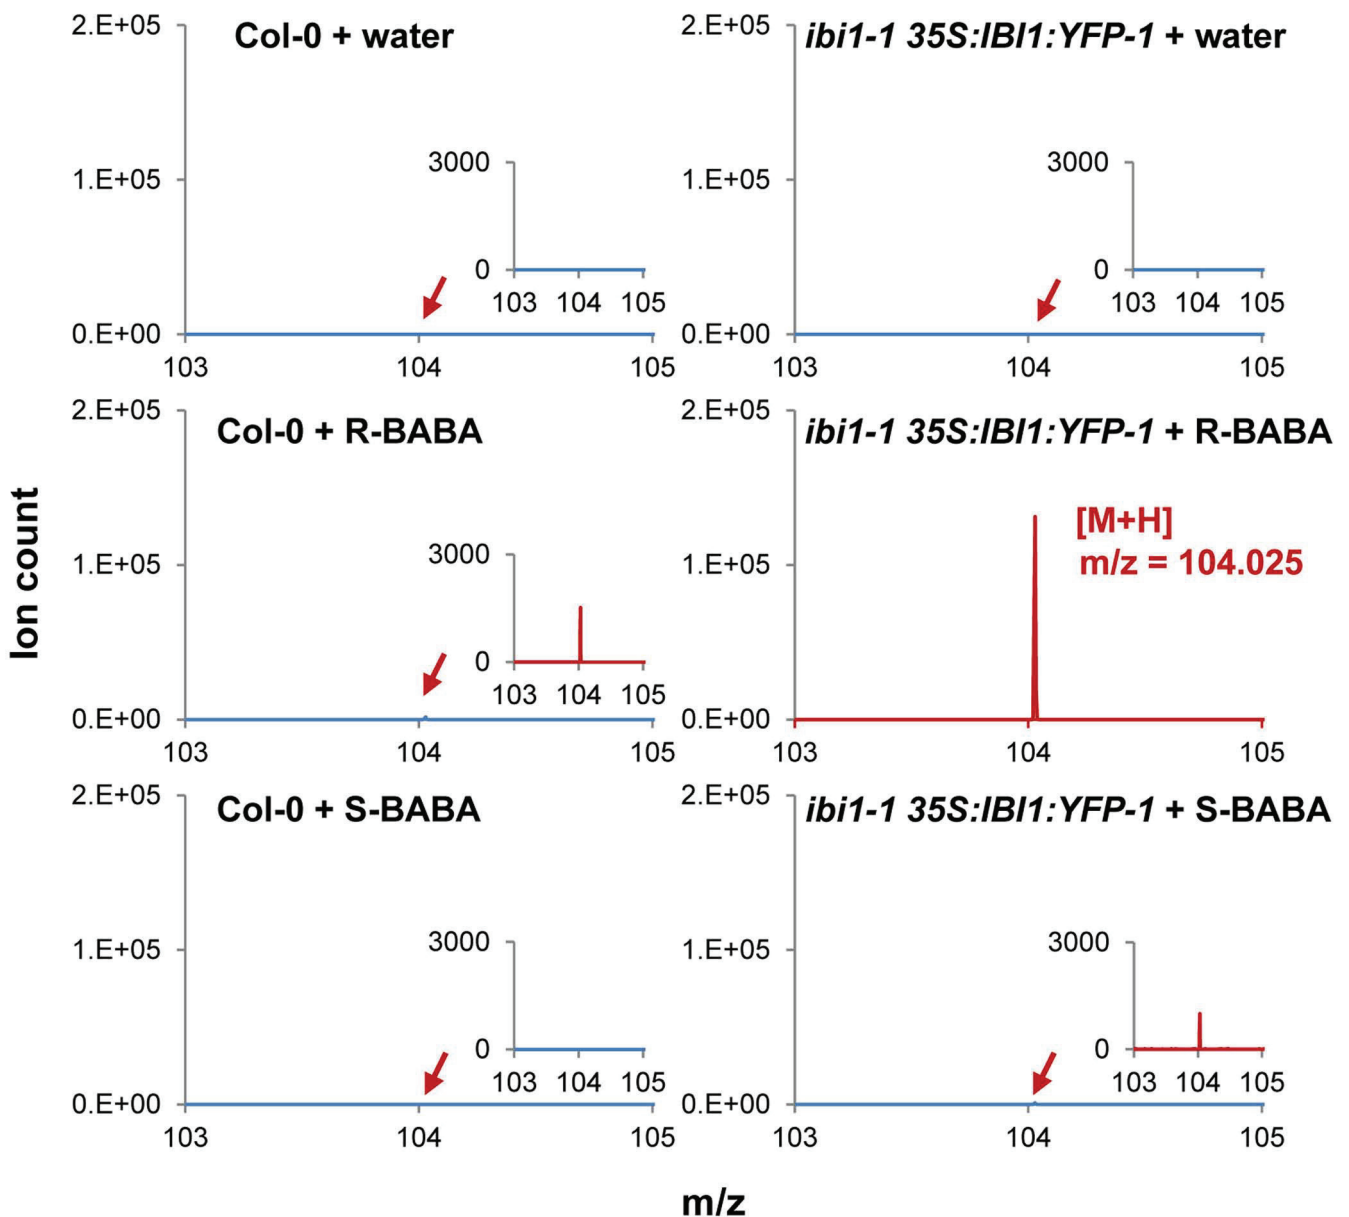 Ion count
Col-0 + water
2.E+05
1.E+05
0.E+00
103 104 105
3000
0
103 104 105
ibi1-1 35S:IBI1:YFP-1 + water
2.E+05
1.E+05
0.E+00
103 104 105
3000
0
103 104 105
Col-0 + R-BABA
2.E+05
1.E+05
0.E+00
103 104 105
3000
0
103 104 105
ibi1-1 35S:IBI1:YFP-1 + R-BABA
2.E+05
1.E+05
0.E+00
103 104 105
[M+H]
m/z = 104.025
Col-0 + S-BABA
2.E+05
1.E+05
0.E+00
103 104 105
3000
0
103 104 105
ibi1-1 35S:IBI1:YFP-1 + S-BABA
2.E+05
1.E+05
0.E+00
103 104 105
3000
0
103 104 105
m/z